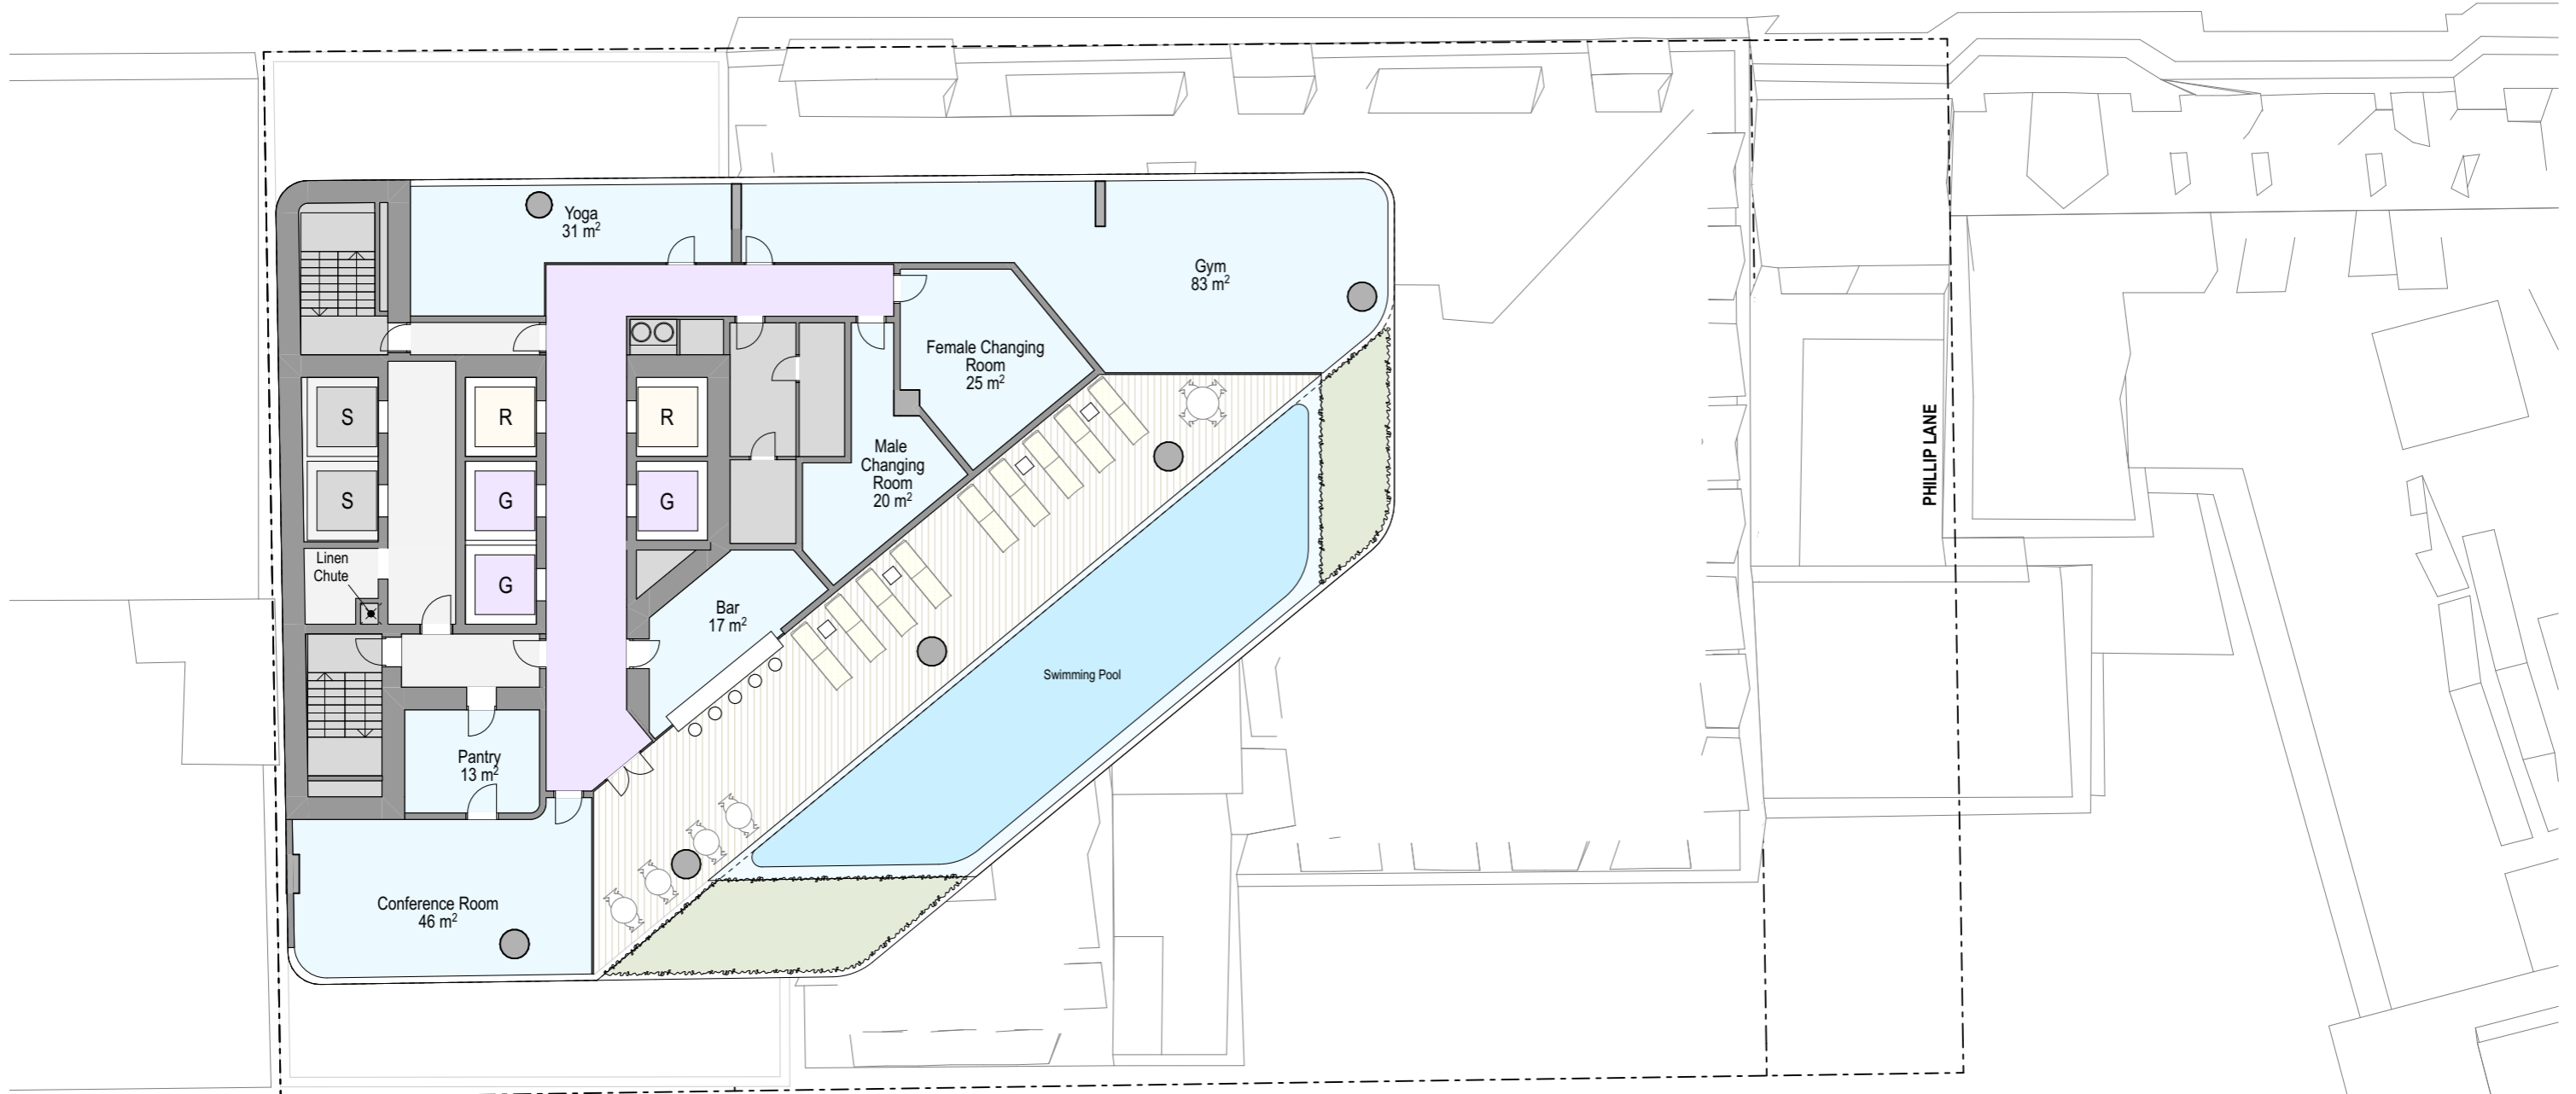 Yoga
31 m²
Gym
83 m²
Female Changing
Room
25 m²
S
R
R
Male
Changing
Room
20 m²
PHILLIP LANE
S
G
G
Linen
Chute
G
Bar
17 m²
Swimming Pool
Pantry
13 m²
Conference Room
46 m²